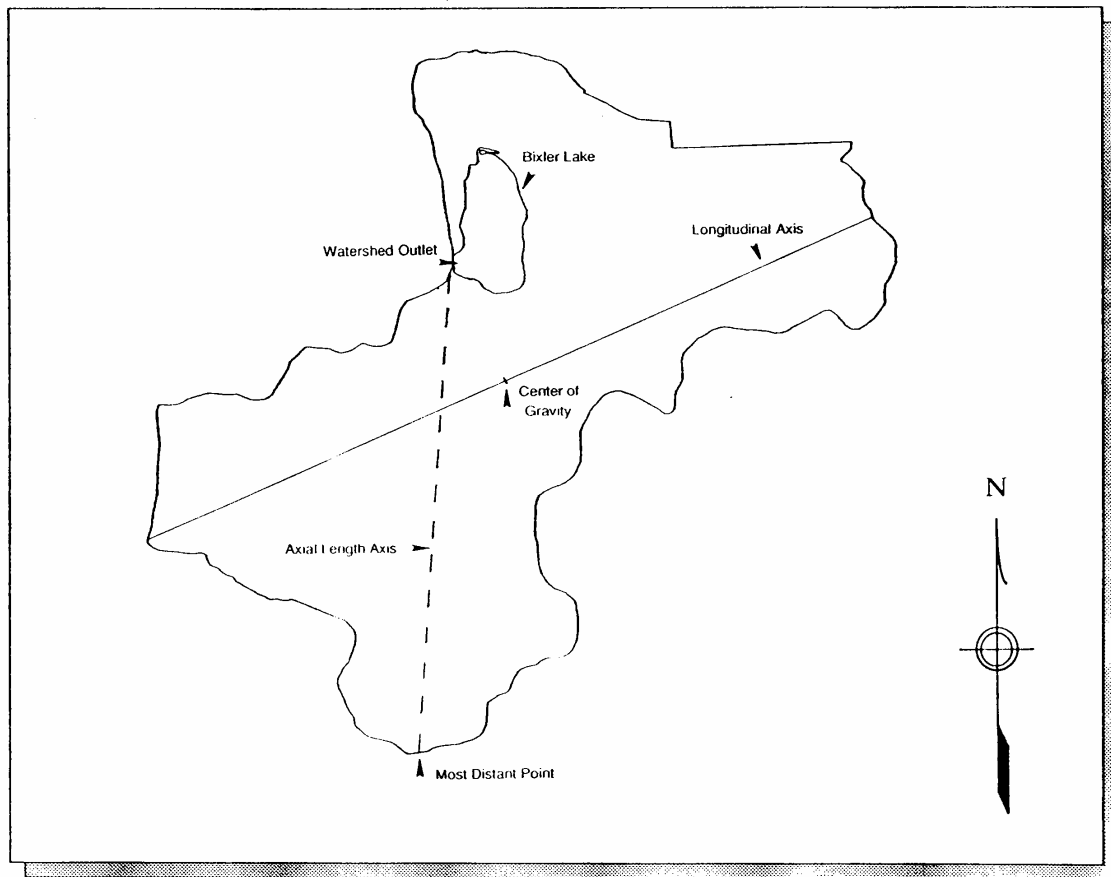 Bixler Lake
Longitudinal Axis
Watershed Outlet
Center of
Gravity
N
Axial Length Axis
Most Distant Point